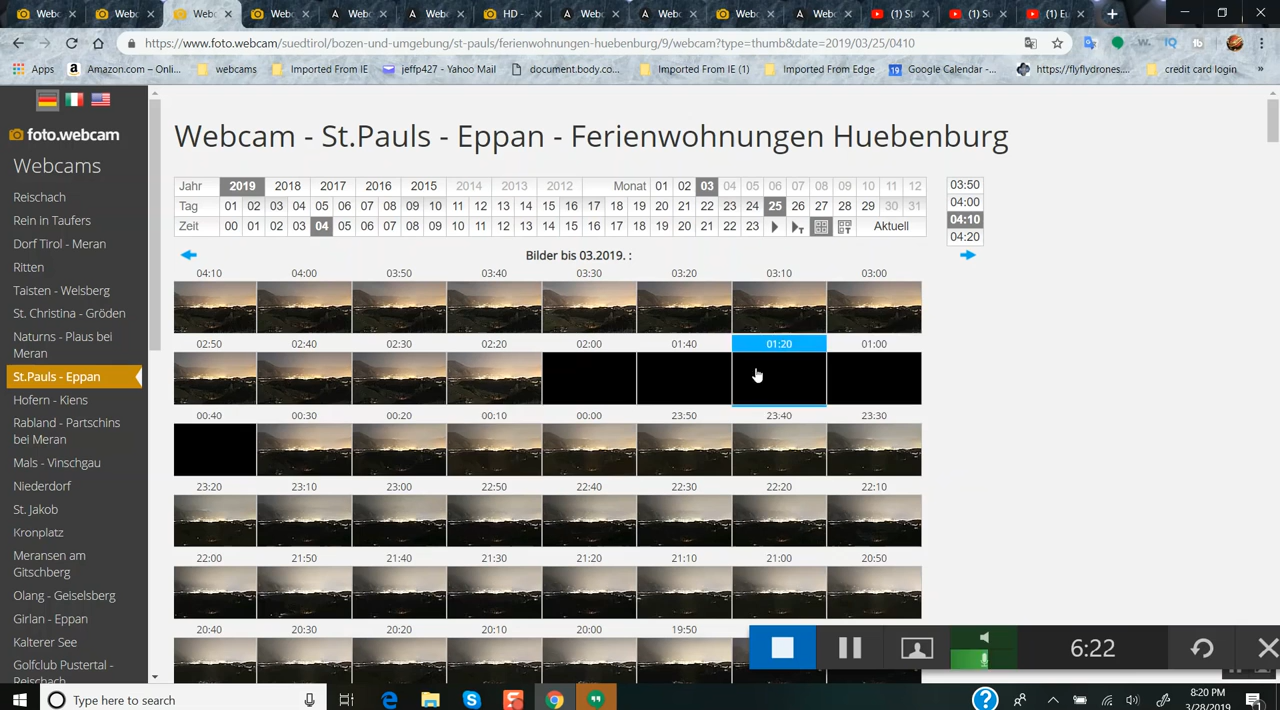 Webc
Webc
Webc
Webc
Webc
Webc
HD -
Webc
Webc
Webc
Webc
(1) St
(1) Su
(1) Eu
https://www.foto.webcam/suedtirol/bozen-und-umgebung/st-pauls/ferienwohnungen-huebenburg/9/webcam?type=thumb&date=2019/03/25/0410
Apps Amazon.com – Onli... webcams Imported From IE jeffp427 - Yahoo Mail document.body.co... Imported From IE (1) Imported From Edge Google Calendar -... https://flyflydrones.... credit card login »
foto.webcam
Webcams
Reischach
Rein in Taufers
Dorf Tirol - Meran
Ritten
Taisten - Welsberg
St. Christina - Gröden
Naturns - Plaus bei
Meran
St.Pauls - Eppan
Hofern - Kiens
Rabland - Partschins
bei Meran
Mals - Vinschgau
Niederdorf
St. Jakob
Kronplatz
Meransen am
Gitschberg
Olang - Geiselsberg
Girlan - Eppan
Kalterer See
Golfclub Pustertal -
Webcam - St.Pauls - Eppan - Ferienwohnungen Huebenburg
Jahr 2019 2018 2017 2016 2015 2014 2013 2012 Monat 01 02 03 04 05 06 07 08 09 10 11 12
Tag 01 02 03 04 05 06 07 08 09 10 11 12 13 14 15 16 17 18 19 20 21 22 23 24 25 26 27 28 29 30 31
Zeit 00 01 02 03 04 05 06 07 08 09 10 11 12 13 14 15 16 17 18 19 20 21 22 23 Aktuell
03:50
04:00
04:10
04:20
Bilder bis 03.2019. :
04:10 04:00 03:50 03:40 03:30 03:20 03:10 03:00
02:50 02:40 02:30 02:20 02:00 01:40 01:20 01:00
00:40 00:30 00:20 00:10 00:00 23:50 23:40 23:30
23:20 23:10 23:00 22:50 22:40 22:30 22:20 22:10
22:00 21:50 21:40 21:30 21:20 21:10 21:00 20:50
20:40 20:30 20:20 20:10 20:00 19:50
6:22
Type here to search
8:20 PM
3/28/2019